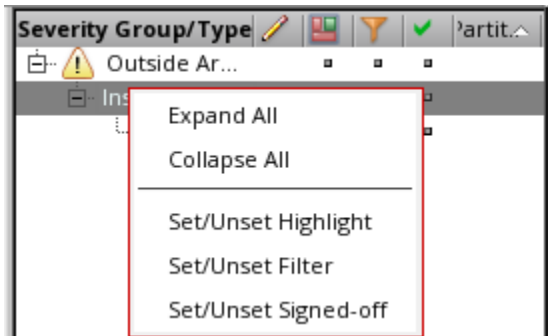 Severity Group/Type
Outside Ar...
Ins
Expand All
Collapse All
Set/Unset Highlight
Set/Unset Filter
Set/Unset Signed-off